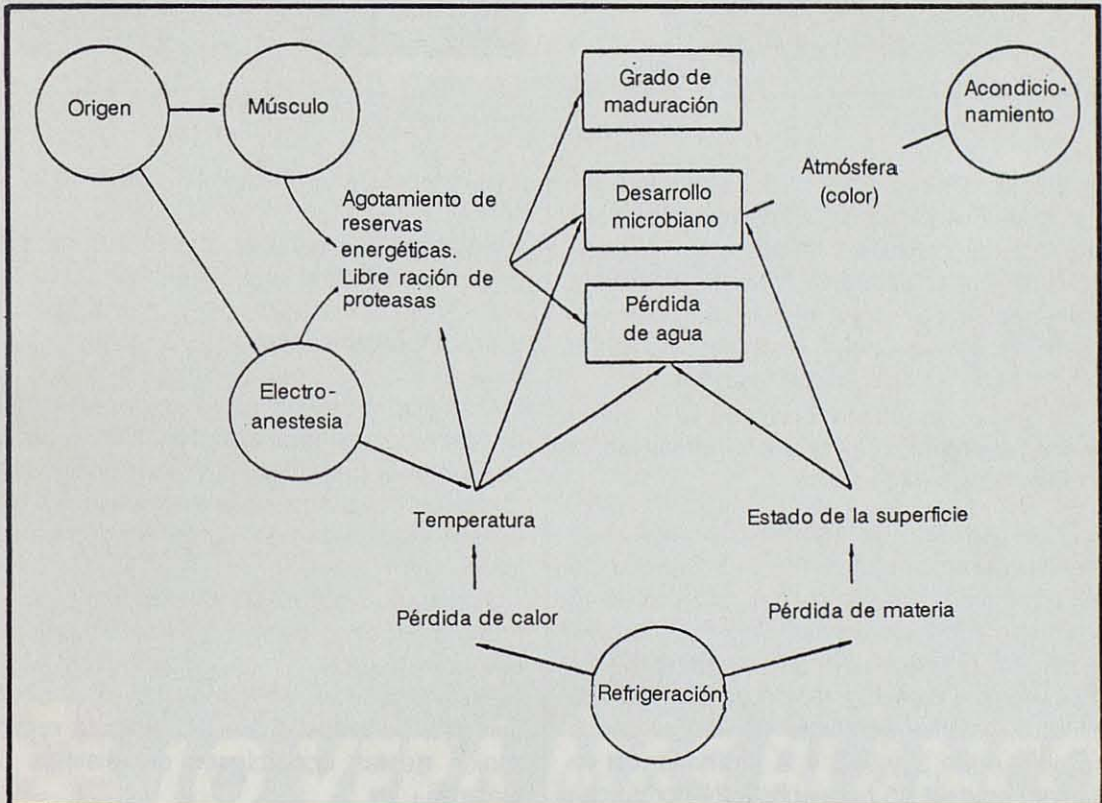 Origen
Músculo
Grado de
maduración
Acondicio-
namiento
Atmósfera
(color)
Desarrollo
microbiano
Agotamiento de
reservas
energéticas.
Libre ración de
proteasas
Pérdida
de agua
Electro-
anestesia
Temperatura
Estado de la superficie
Pérdida de calor
Pérdida de materia
Refrigeración